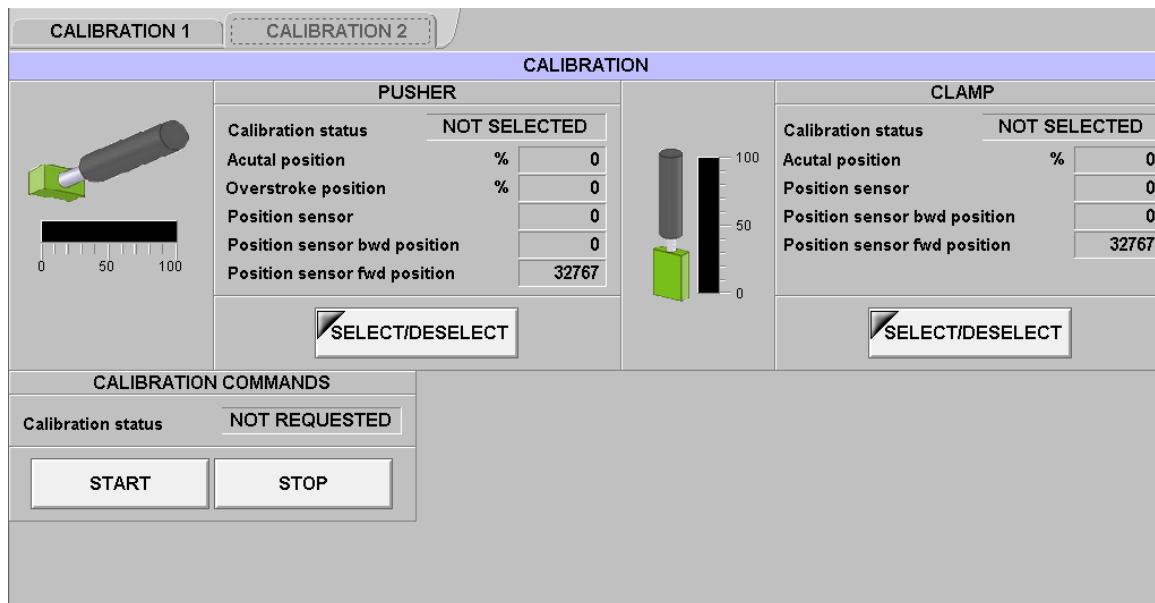 CALIBRATION 1
CALIBRATION 2
CALIBRATION
PUSHER
Calibration status NOT SELECTED
Acutal position % 0
Overstroke position % 0
Position sensor 0
Position sensor bwd position 0
Position sensor fwd position 32767
0 50 100
SELECT/DESELECT
100
50
0
CLAMP
Calibration status NOT SELECTED
Acutal position % 0
Position sensor 0
Position sensor bwd position 0
Position sensor fwd position 32767
SELECT/DESELECT
CALIBRATION COMMANDS
Calibration status NOT REQUESTED
START
STOP